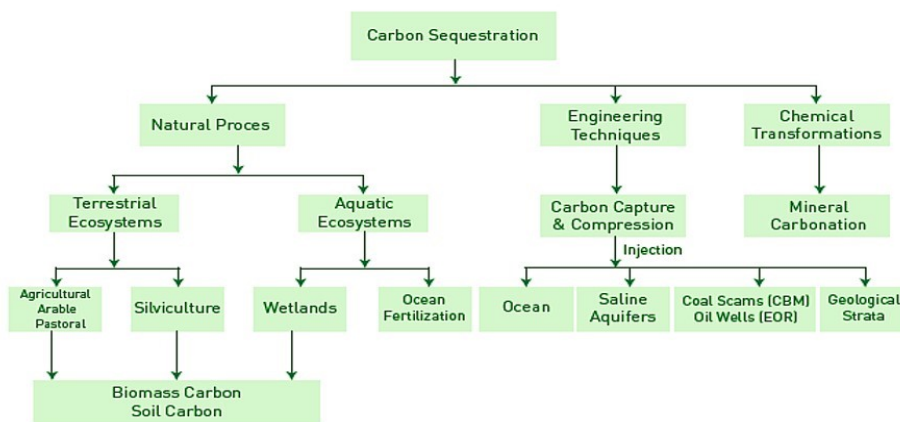 Carbon Sequestration
Natural Proces
Engineering
Techniques
Chemical
Transformations
Terrestrial
Ecosystems
Aquatic
Ecosystems
Carbon Capture
& Compression
Mineral
Carbonation
Injection
Agricultural
Arable
Pastoral
Silviculture
Wetlands
Ocean
Fertilization
Ocean
Saline
Aquifers
Coal Scams (CBM)
Oil Wells (EOR)
Geological
Strata
Biomass Carbon
Soil Carbon